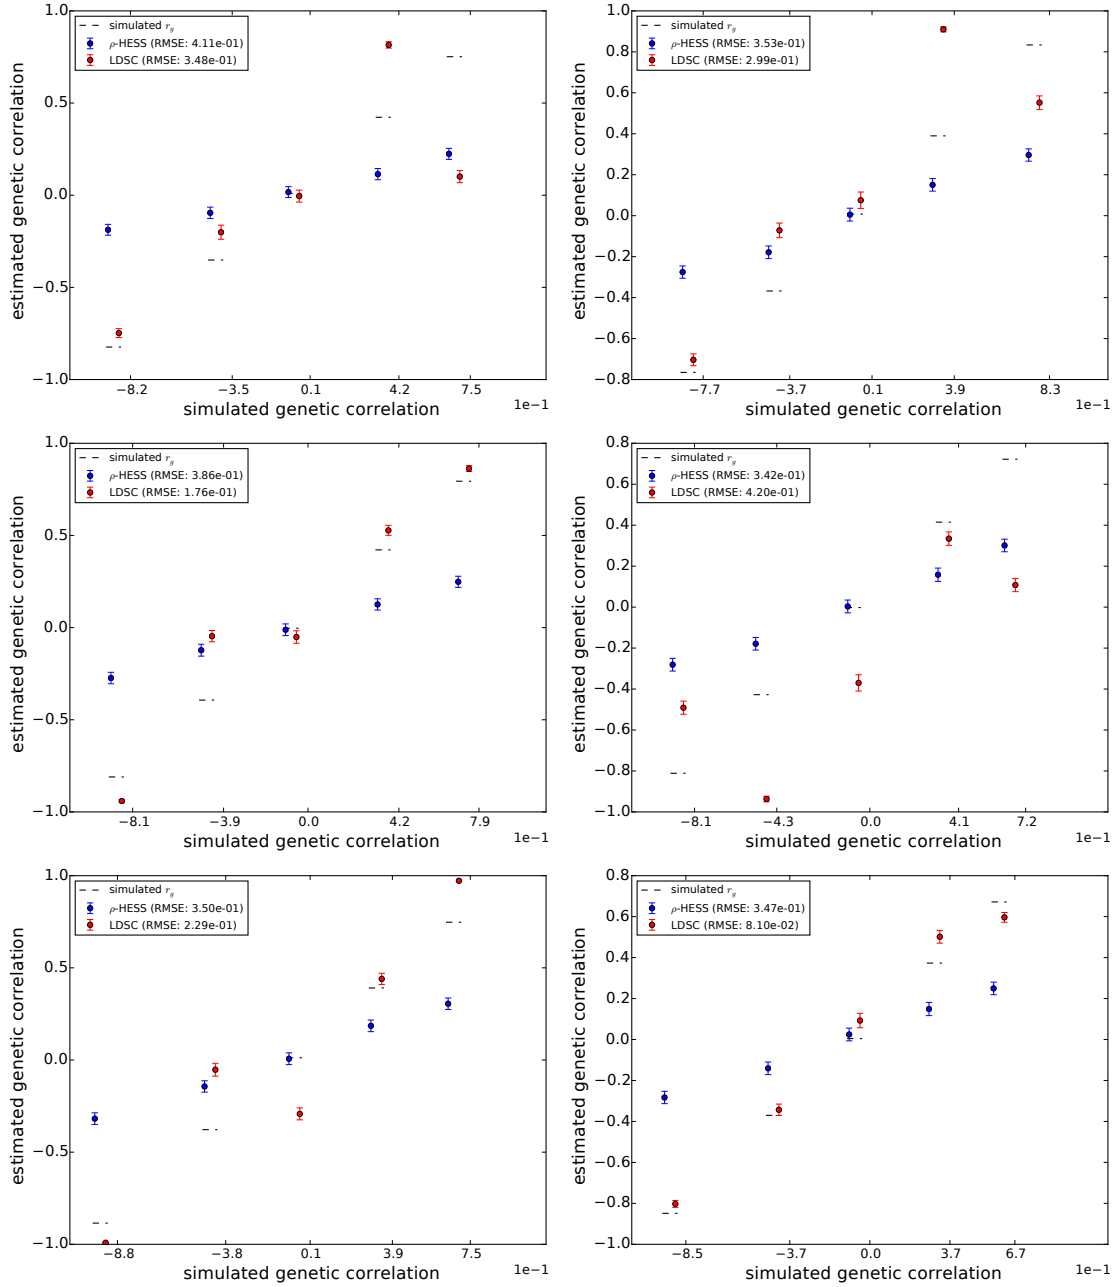 simulated r_g
ρ-HESS (RMSE: 4.11e-01)
LDSC (RMSE: 3.48e-01)
1.0
0.5
0.0
−0.5
−1.0
estimated genetic correlation
−8.2 −3.5 0.1 4.2 7.5
simulated genetic correlation
1e−1
simulated r_g
ρ-HESS (RMSE: 3.53e-01)
LDSC (RMSE: 2.99e-01)
1.0
0.8
0.6
0.4
0.2
0.0
−0.2
−0.4
−0.6
−0.8
estimated genetic correlation
−7.7 −3.7 0.1 3.9 8.3
simulated genetic correlation
1e−1
simulated r_g
ρ-HESS (RMSE: 3.86e-01)
LDSC (RMSE: 1.76e-01)
1.0
0.5
0.0
−0.5
−1.0
estimated genetic correlation
−8.1 −3.9 0.0 4.2 7.9
simulated genetic correlation
1e−1
simulated r_g
ρ-HESS (RMSE: 3.42e-01)
LDSC (RMSE: 4.20e-01)
0.8
0.6
0.4
0.2
0.0
−0.2
−0.4
−0.6
−0.8
−1.0
estimated genetic correlation
−8.1 −4.3 0.0 4.1 7.2
simulated genetic correlation
1e−1
simulated r_g
ρ-HESS (RMSE: 3.50e-01)
LDSC (RMSE: 2.29e-01)
1.0
0.5
0.0
−0.5
−1.0
estimated genetic correlation
−8.8 −3.8 0.1 3.9 7.5
simulated genetic correlation
1e−1
simulated r_g
ρ-HESS (RMSE: 3.47e-01)
LDSC (RMSE: 8.10e-02)
0.8
0.6
0.4
0.2
0.0
−0.2
−0.4
−0.6
−0.8
−1.0
estimated genetic correlation
−8.5 −3.7 0.0 3.7 6.7
simulated genetic correlation
1e−1